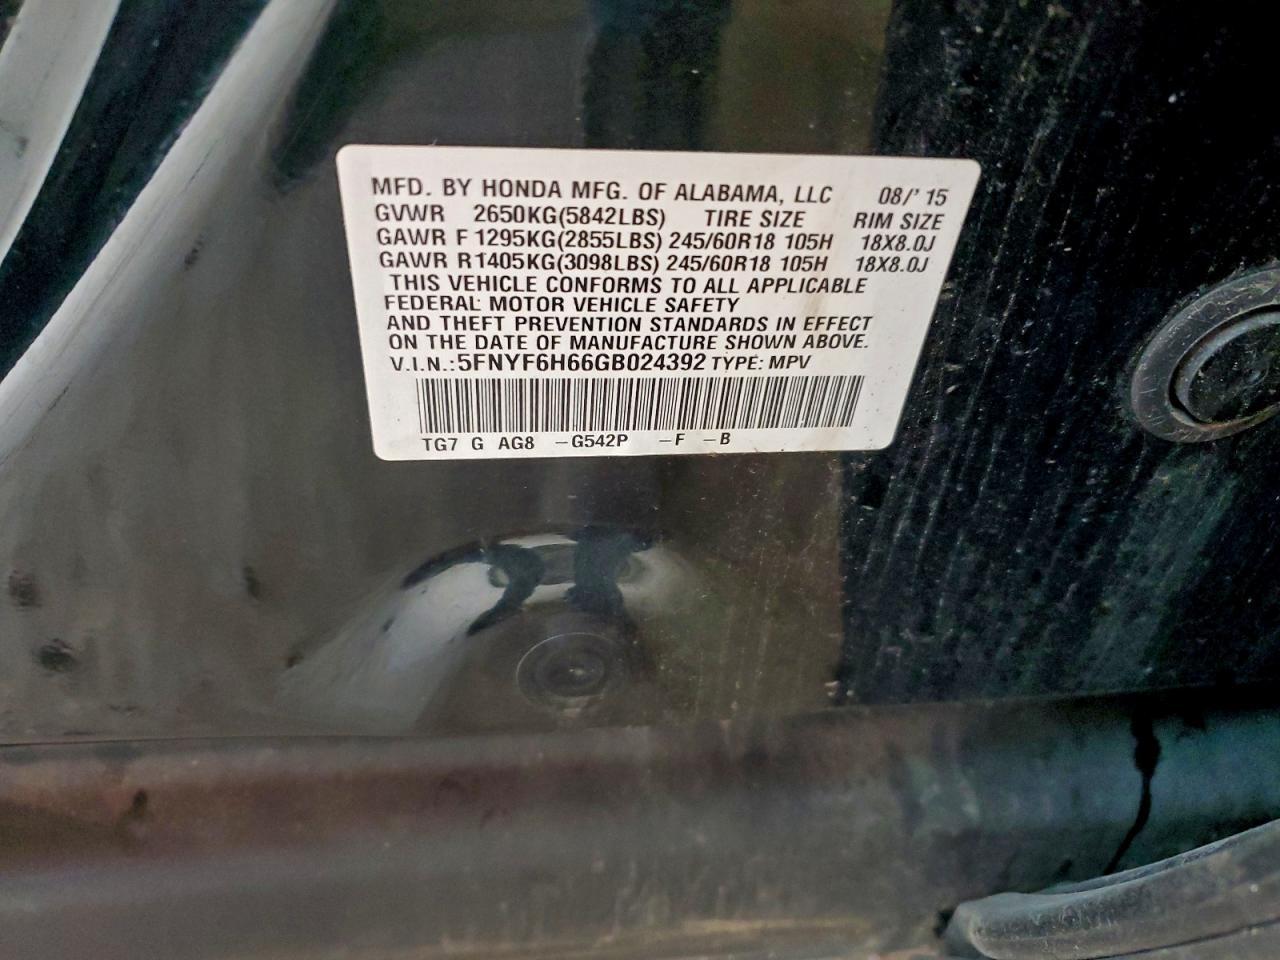 MFD. BY HONDA MFG. OF ALABAMA, LLC 08/'15
GVWR 2650KG(5842LBS) TIRE SIZE RIM SIZE
GAWR F 1295KG(2855LBS) 245/60R18 105H 18X8.0J
GAWR R1405KG(3098LBS) 245/60R18 105H 18X8.0J
THIS VEHICLE CONFORMS TO ALL APPLICABLE
FEDERAL MOTOR VEHICLE SAFETY
AND THEFT PREVENTION STANDARDS IN EFFECT
ON THE DATE OF MANUFACTURE SHOWN ABOVE.
V.I.N.:5FNYF6H66GB024392 TYPE: MPV
TG7 G AG8 -G542P -F -B